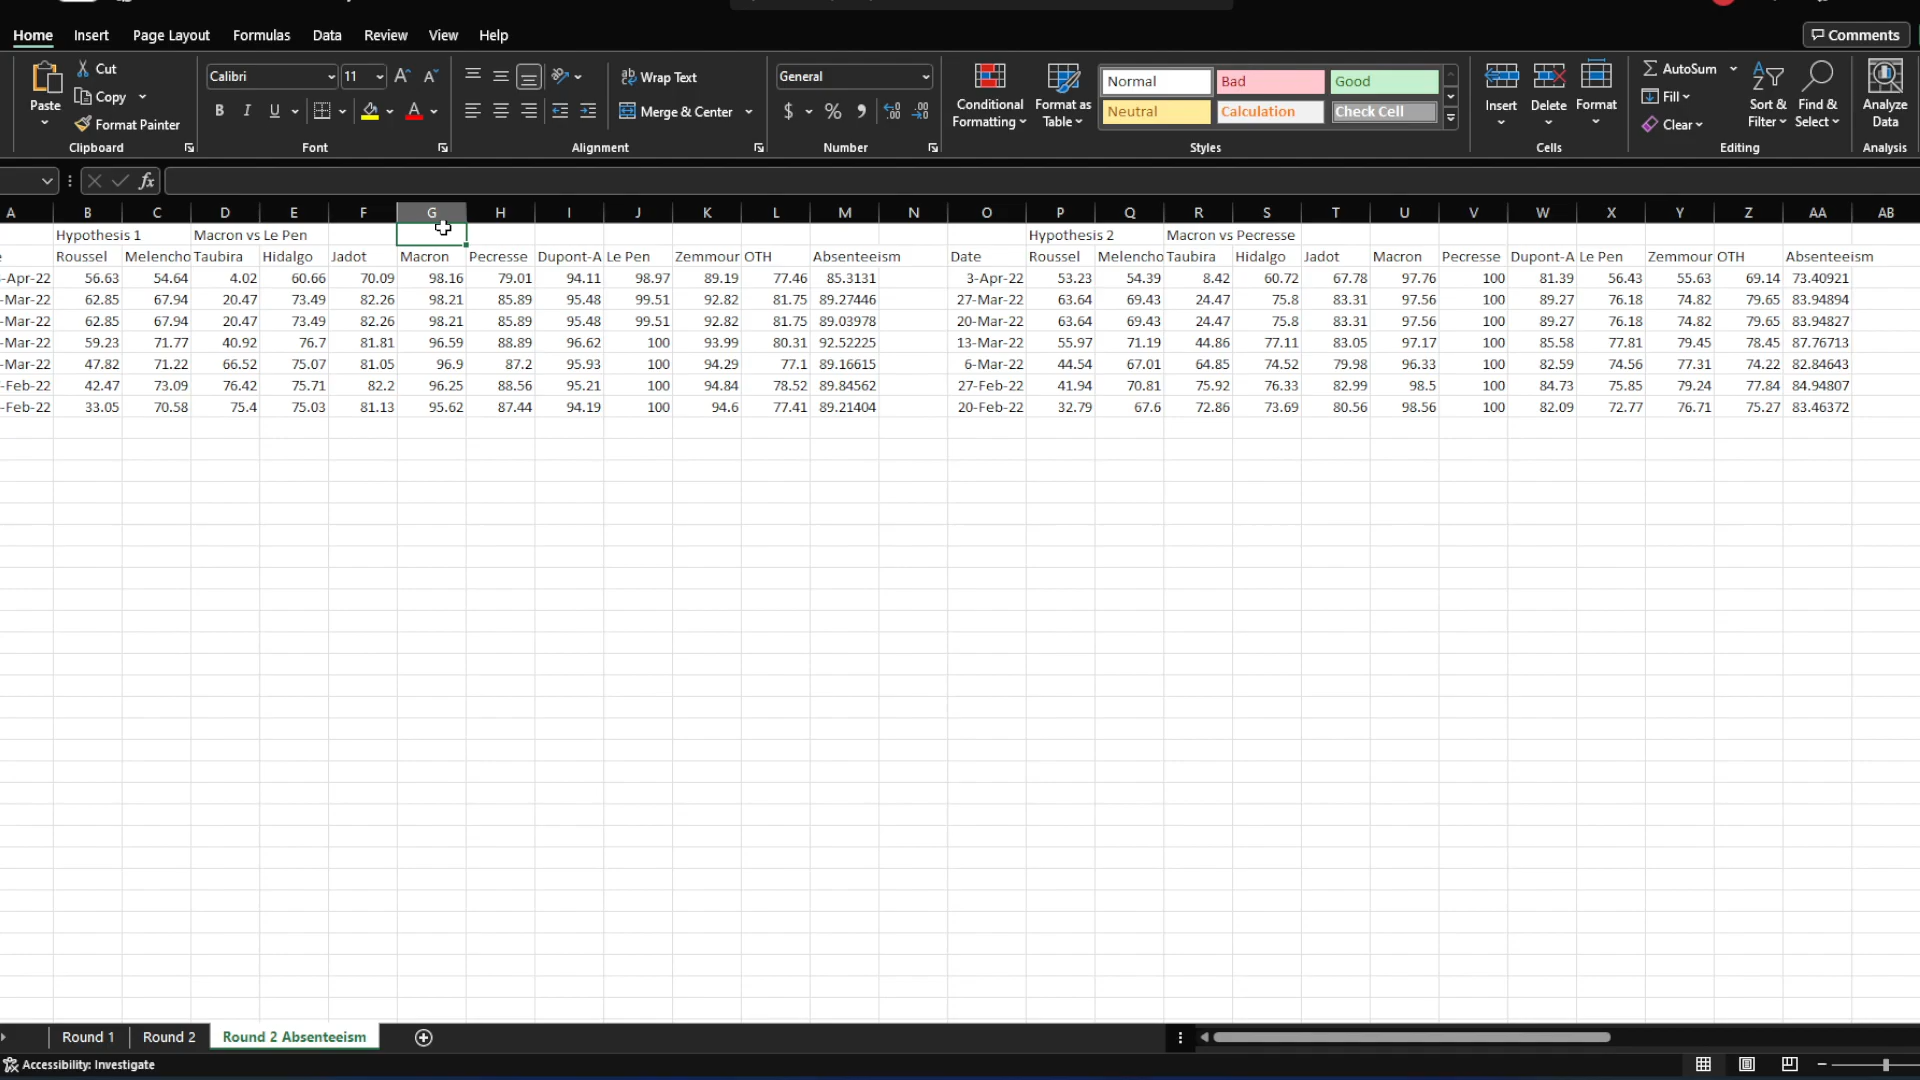 Home Insert Page Layout Formulas Data Review View Help Comments
Cut
Copy
Format Painter
Paste
Clipboard
Calibri 11
B I U
Font
Wrap Text
Merge & Center
Alignment
General
$ %
Number
Conditional Formatting
Format as Table
Normal Bad Good
Neutral Calculation Check Cell
Styles
Insert Delete Format
Cells
AutoSum
Fill
Clear
Sort & Filter
Find & Select
Editing
Analyze Data
Analysis
fx
A B C D E F G H I J K L M N O P Q R S T U V W X Y Z AA AB
Hypothesis 1 Macron vs Le Pen Hypothesis 2 Macron vs Pecresse
e Roussel Melencho Taubira Hidalgo Jadot Macron Pecresse Dupont-A Le Pen Zemmour OTH Absenteeism Date Roussel Melencho Taubira Hidalgo Jadot Macron Pecresse Dupont-A Le Pen Zemmour OTH Absenteeism
-Apr-22 56.63 54.64 4.02 60.66 70.09 98.16 79.01 94.11 98.97 89.19 77.46 85.3131 3-Apr-22 53.23 54.39 8.42 60.72 67.78 97.76 100 81.39 56.43 55.63 69.14 73.40921
-Mar-22 62.85 67.94 20.47 73.49 82.26 98.21 85.89 95.48 99.51 92.82 81.75 89.27446 27-Mar-22 63.64 69.43 24.47 75.8 83.31 97.56 100 89.27 76.18 74.82 79.65 83.94894
-Mar-22 62.85 67.94 20.47 73.49 82.26 98.21 85.89 95.48 99.51 92.82 81.75 89.03978 20-Mar-22 63.64 69.43 24.47 75.8 83.31 97.56 100 89.27 76.18 74.82 79.65 83.94827
-Mar-22 59.23 71.77 40.92 76.7 81.81 96.59 88.89 96.62 100 93.99 80.31 92.52225 13-Mar-22 55.97 71.19 44.86 77.11 83.05 97.17 100 85.58 77.81 79.45 78.45 87.76713
-Mar-22 47.82 71.22 66.52 75.07 81.05 96.9 87.2 95.93 100 94.29 77.1 89.16615 6-Mar-22 44.54 67.01 64.85 74.52 79.98 96.33 100 82.59 74.56 77.31 74.22 82.84643
-Feb-22 42.47 73.09 76.42 75.71 82.2 96.25 88.56 95.21 100 94.84 78.52 89.84562 27-Feb-22 41.94 70.81 75.92 76.33 82.99 98.5 100 84.73 75.85 79.24 77.84 84.94807
-Feb-22 33.05 70.58 75.4 75.03 81.13 95.62 87.44 94.19 100 94.6 77.41 89.21404 20-Feb-22 32.79 67.6 72.86 73.69 80.56 98.56 100 82.09 72.77 76.71 75.27 83.46372
Round 1 Round 2 Round 2 Absenteeism
Accessibility: Investigate